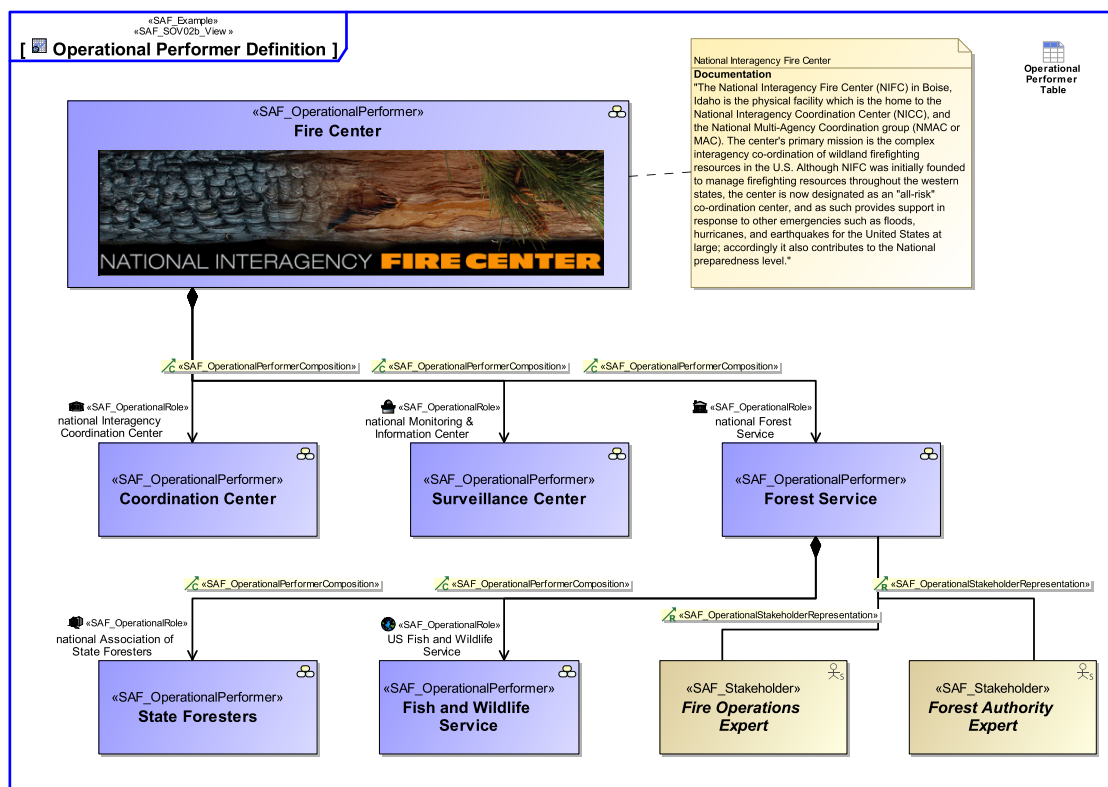 «SAF_Example»
«SAF_SOV02b_View »
[ Operational Performer Definition ]
National Interagency Fire Center
Documentation
"The National Interagency Fire Center (NIFC) in Boise,
Idaho is the physical facility which is the home to the
National Interagency Coordination Center (NICC), and
the National Multi-Agency Coordination group (NMAC or
MAC). The center's primary mission is the complex
interagency co-ordination of wildland firefighting
resources in the U.S. Although NIFC was initially founded
to manage firefighting resources throughout the western
states, the center is now designated as an "all-risk"
co-ordination center, and as such provides support in
response to other emergencies such as floods,
hurricanes, and earthquakes for the United States at
large; accordingly it also contributes to the National
preparedness level."
Operational
Performer
Table
«SAF_OperationalPerformer»
Fire Center
NATIONAL INTERAGENCY FIRE CENTER
C «SAF_OperationalPerformerComposition»
C «SAF_OperationalPerformerComposition»
C «SAF_OperationalPerformerComposition»
«SAF_OperationalRole»
national Interagency
Coordination Center
«SAF_OperationalRole»
national Monitoring &
Information Center
«SAF_OperationalRole»
national Forest
Service
«SAF_OperationalPerformer»
Coordination Center
«SAF_OperationalPerformer»
Surveillance Center
«SAF_OperationalPerformer»
Forest Service
C «SAF_OperationalPerformerComposition»
C «SAF_OperationalPerformerComposition»
R «SAF_OperationalStakeholderRepresentation»
R «SAF_OperationalStakeholderRepresentation»
«SAF_OperationalRole»
national Association of
State Foresters
«SAF_OperationalRole»
US Fish and Wildlife
Service
«SAF_OperationalPerformer»
State Foresters
«SAF_OperationalPerformer»
Fish and Wildlife
Service
S
«SAF_Stakeholder»
Fire Operations
Expert
S
«SAF_Stakeholder»
Forest Authority
Expert